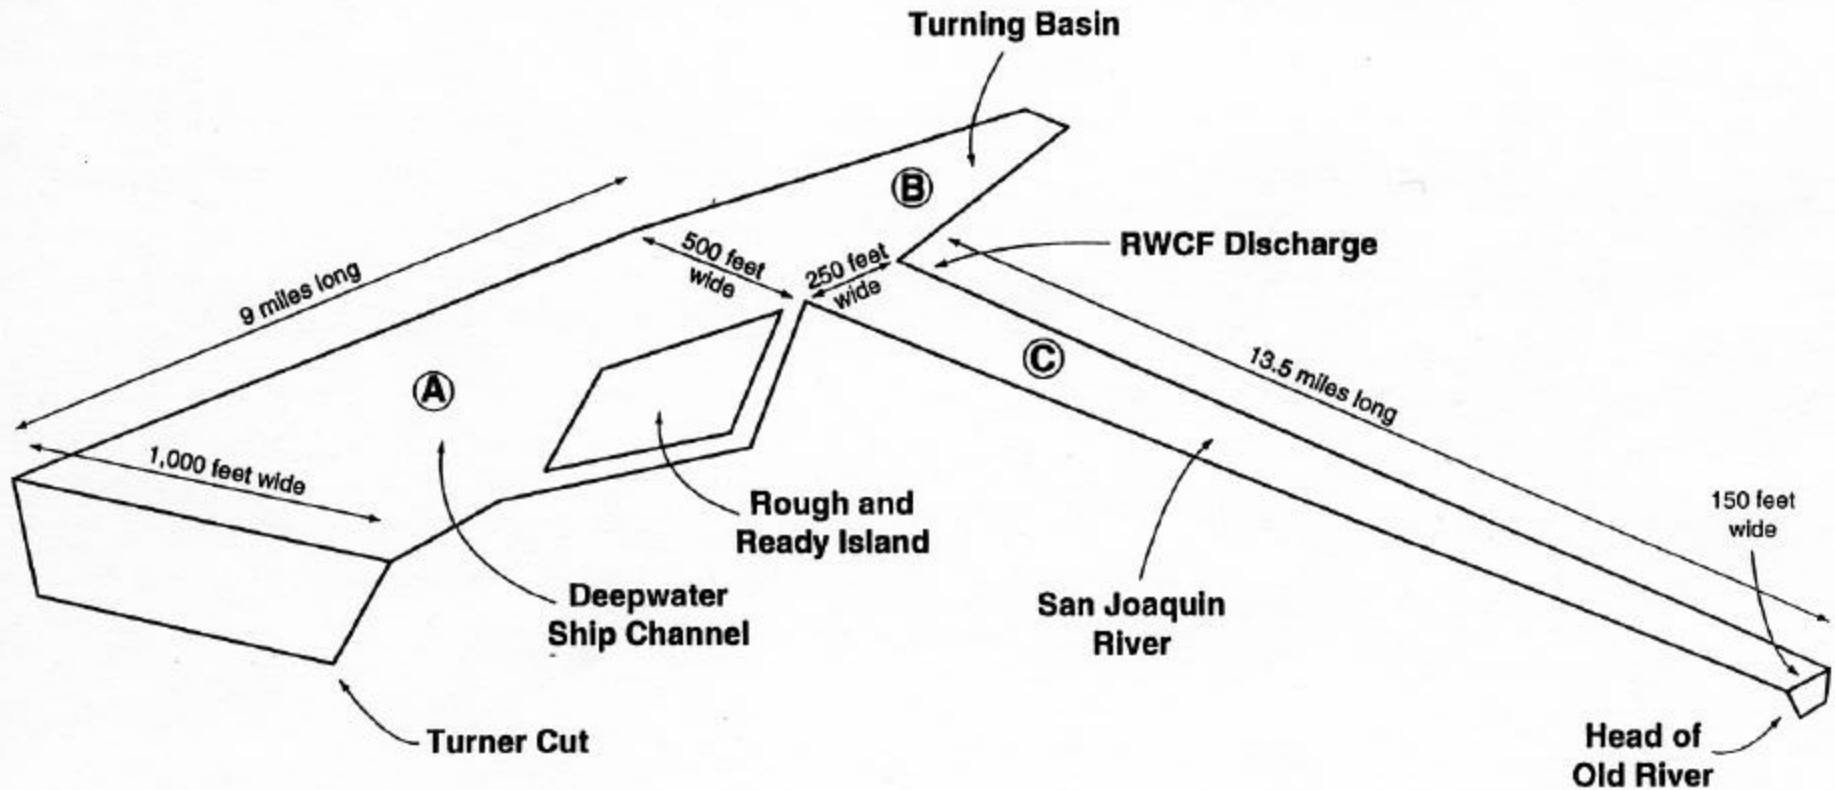 Turning Basin
B
RWCF Discharge
500 feet
wide
250 feet
wide
9 miles long
C
13.5 miles long
A
1,000 feet wide
Rough and
Ready Island
150 feet
wide
Deepwater
Ship Channel
San Joaquin
River
Turner Cut
Head of
Old River